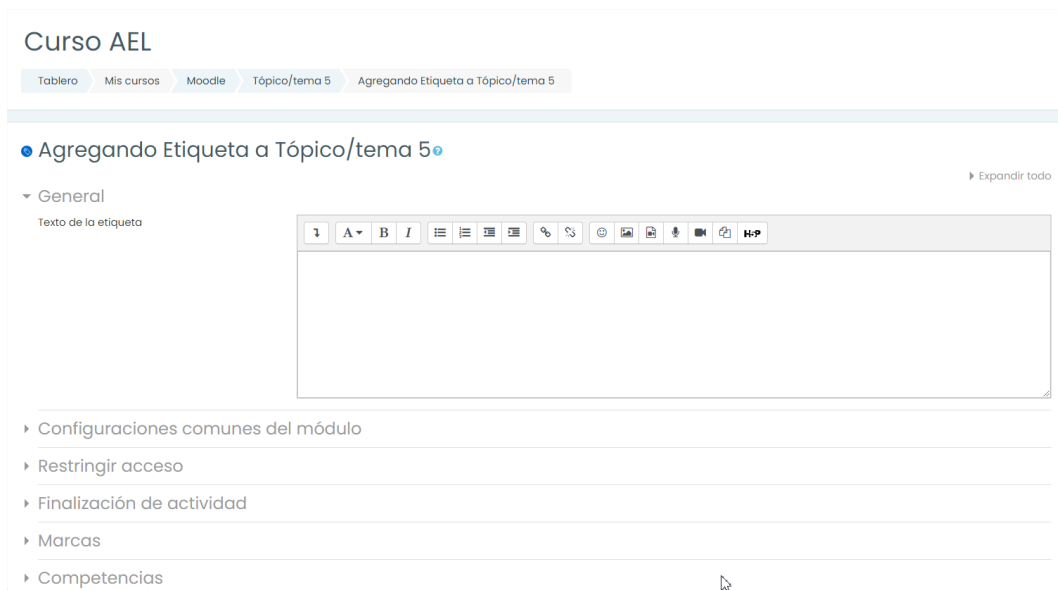 Curso AEL
Tablero Mis cursos Moodle Tópico/tema 5 Agregando Etiqueta a Tópico/tema 5
Agregando Etiqueta a Tópico/tema 5
Expandir todo
General
Texto de la etiqueta
A B I H-P
Configuraciones comunes del módulo
Restringir acceso
Finalización de actividad
Marcas
Competencias